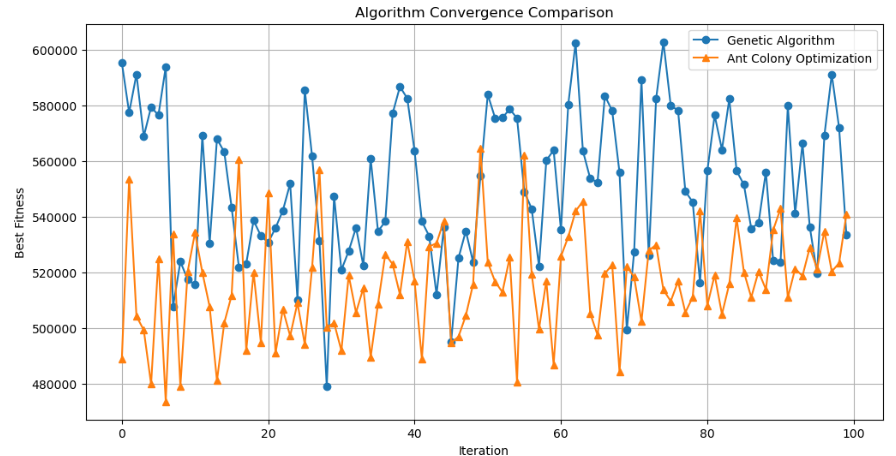 Algorithm Convergence Comparison
Genetic Algorithm
Ant Colony Optimization
Best Fitness
600000
580000
560000
540000
520000
500000
480000
0 20 40 60 80 100
Iteration